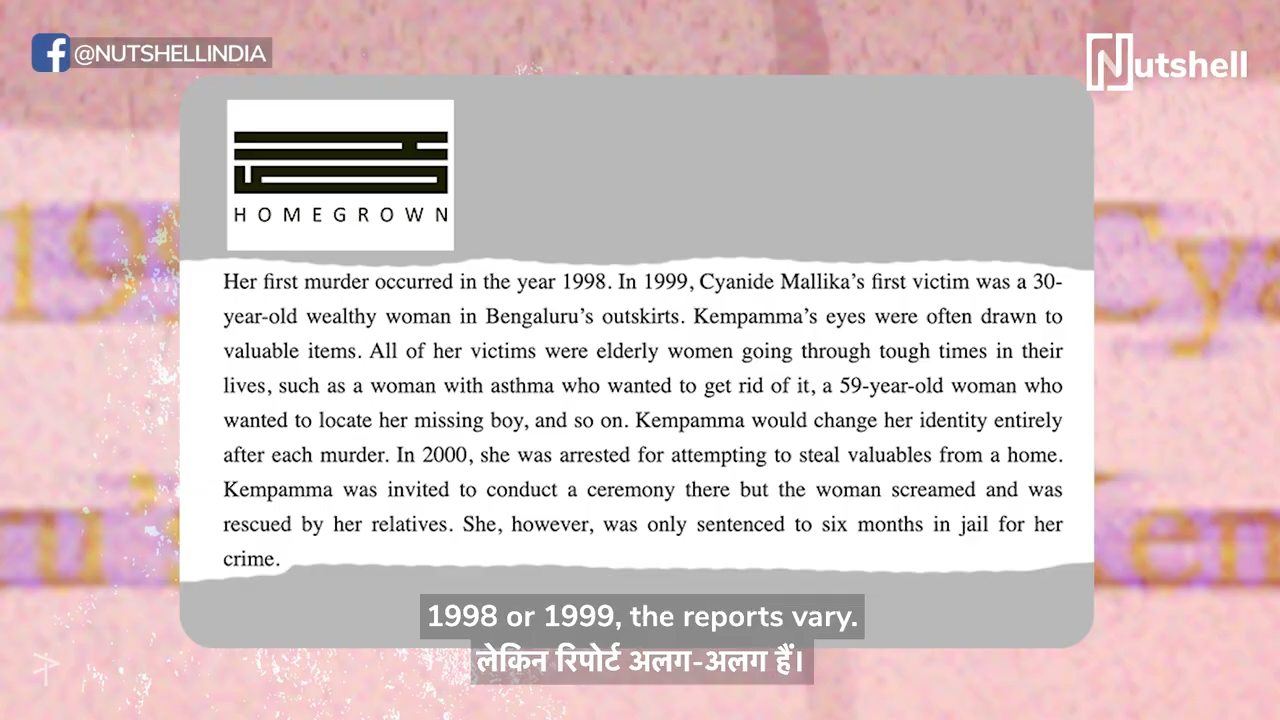 @NUTSHELLINDIA
Nutshell
HOMEGROWN
Her first murder occurred in the year 1998. In 1999, Cyanide Mallika's first victim was a 30-
year-old wealthy woman in Bengaluru's outskirts. Kempamma's eyes were often drawn to
valuable items. All of her victims were elderly women going through tough times in their
lives, such as a woman with asthma who wanted to get rid of it, a 59-year-old woman who
wanted to locate her missing boy, and so on. Kempamma would change her identity entirely
after each murder. In 2000, she was arrested for attempting to steal valuables from a home.
Kempamma was invited to conduct a ceremony there but the woman screamed and was
rescued by her relatives. She, however, was only sentenced to six months in jail for her
crime.
1998 or 1999, the reports vary.
लेकिन रिपोर्ट अलग-अलग हैं।